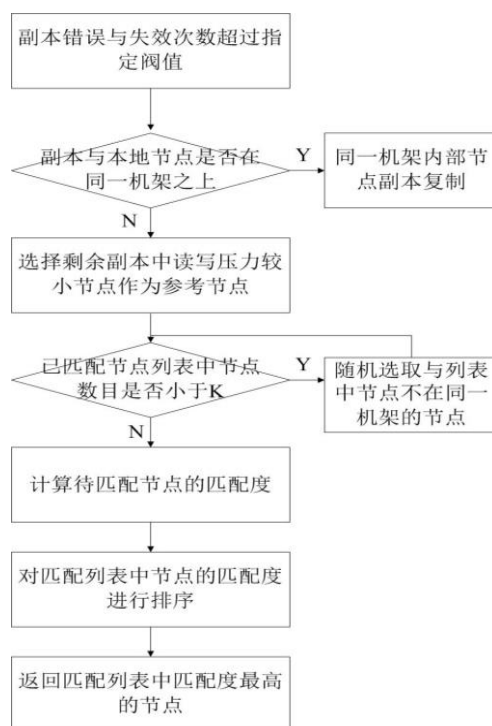 副本错误与失效次数超过指
定阀值
副本与本地节点是否在
同一机架之上
Y
同一机架内部节
点副本复制
N
选择剩余副本中读写压力较
小节点作为参考节点
已匹配节点列表中节点
数目是否小于K
Y
随机选取与列表
中节点不在同一
机架的节点
N
计算待匹配节点的匹配度
对匹配列表中节点的匹配度
进行排序
返回匹配列表中匹配度最高
的节点